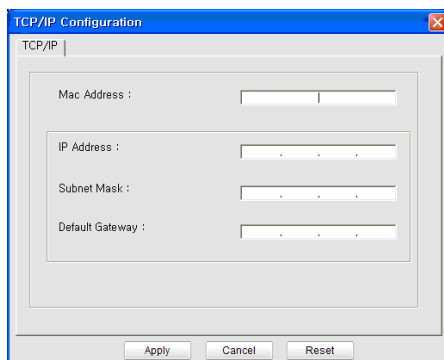 TCP/IP Configuration
TCP/IP
Mac Address :
IP Address :
. . .
Subnet Mask :
. . .
Default Gateway :
. . .
Apply Cancel Reset